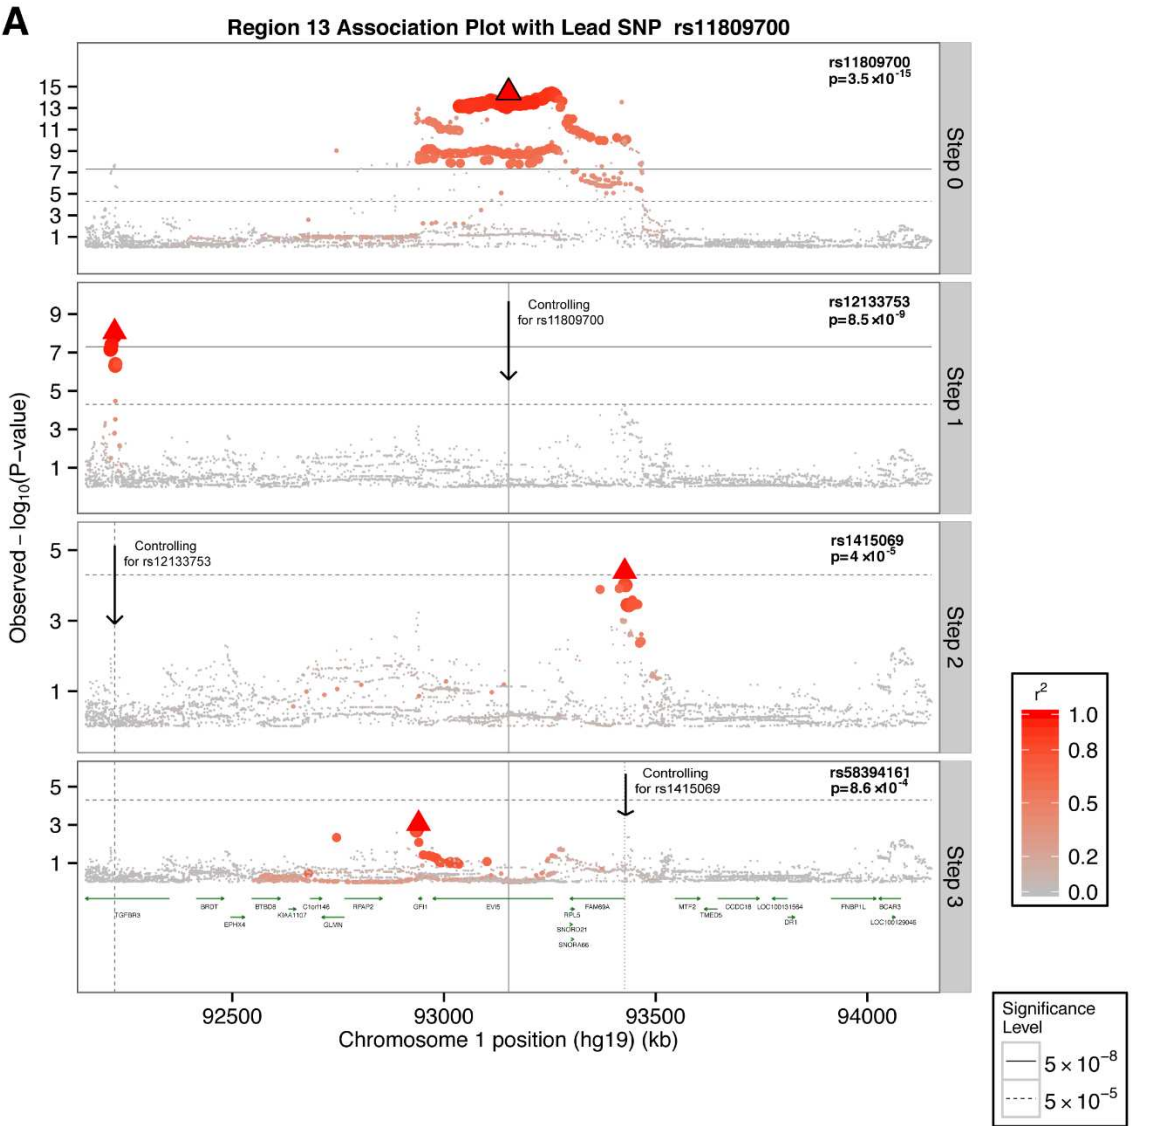 A
Region 13 Association Plot with Lead SNP rs11809700
rs11809700
p=3.5×10-15
15
13
11
9
7
5
3
1
Step 0
Controlling
for rs11809700
rs12133753
p=8.5×10-9
9
7
5
3
1
Step 1
Controlling
for rs12133753
rs1415069
p=4×10-5
5
3
1
Step 2
Controlling
for rs1415069
rs58394161
p=8.6×10-4
5
3
1
Step 3
TGFBR3
BRDT
EPHX4
BTBD8
KIAA1107
C1orf146
GLMN
RPAP2
GFI1
EVI5
RPL5
SNORD21
SNORA66
FAM69A
MTF2
TMED5
CCDC18
LOC100131564
DR1
FNBP1L
BCAR3
LOC100129046
92500
93000
93500
94000
Chromosome 1 position (hg19) (kb)
Observed −log10(P−value)
r2
1.0
0.8
0.5
0.2
0.0
Significance
Level
5 × 10−8
5 × 10−5